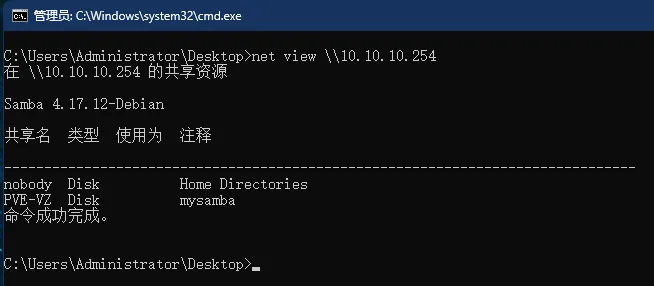 管理员: C:\Windows\system32\cmd.exe
C:\Users\Administrator\Desktop>net view \\10.10.10.254
在 \\10.10.10.254 的共享资源
Samba 4.17.12-Debian
共享名  类型  使用为  注释
-------------------------------------------------------------------------------
nobody  Disk          Home Directories
PVE-VZ  Disk          mysamba
命令成功完成。
C:\Users\Administrator\Desktop>